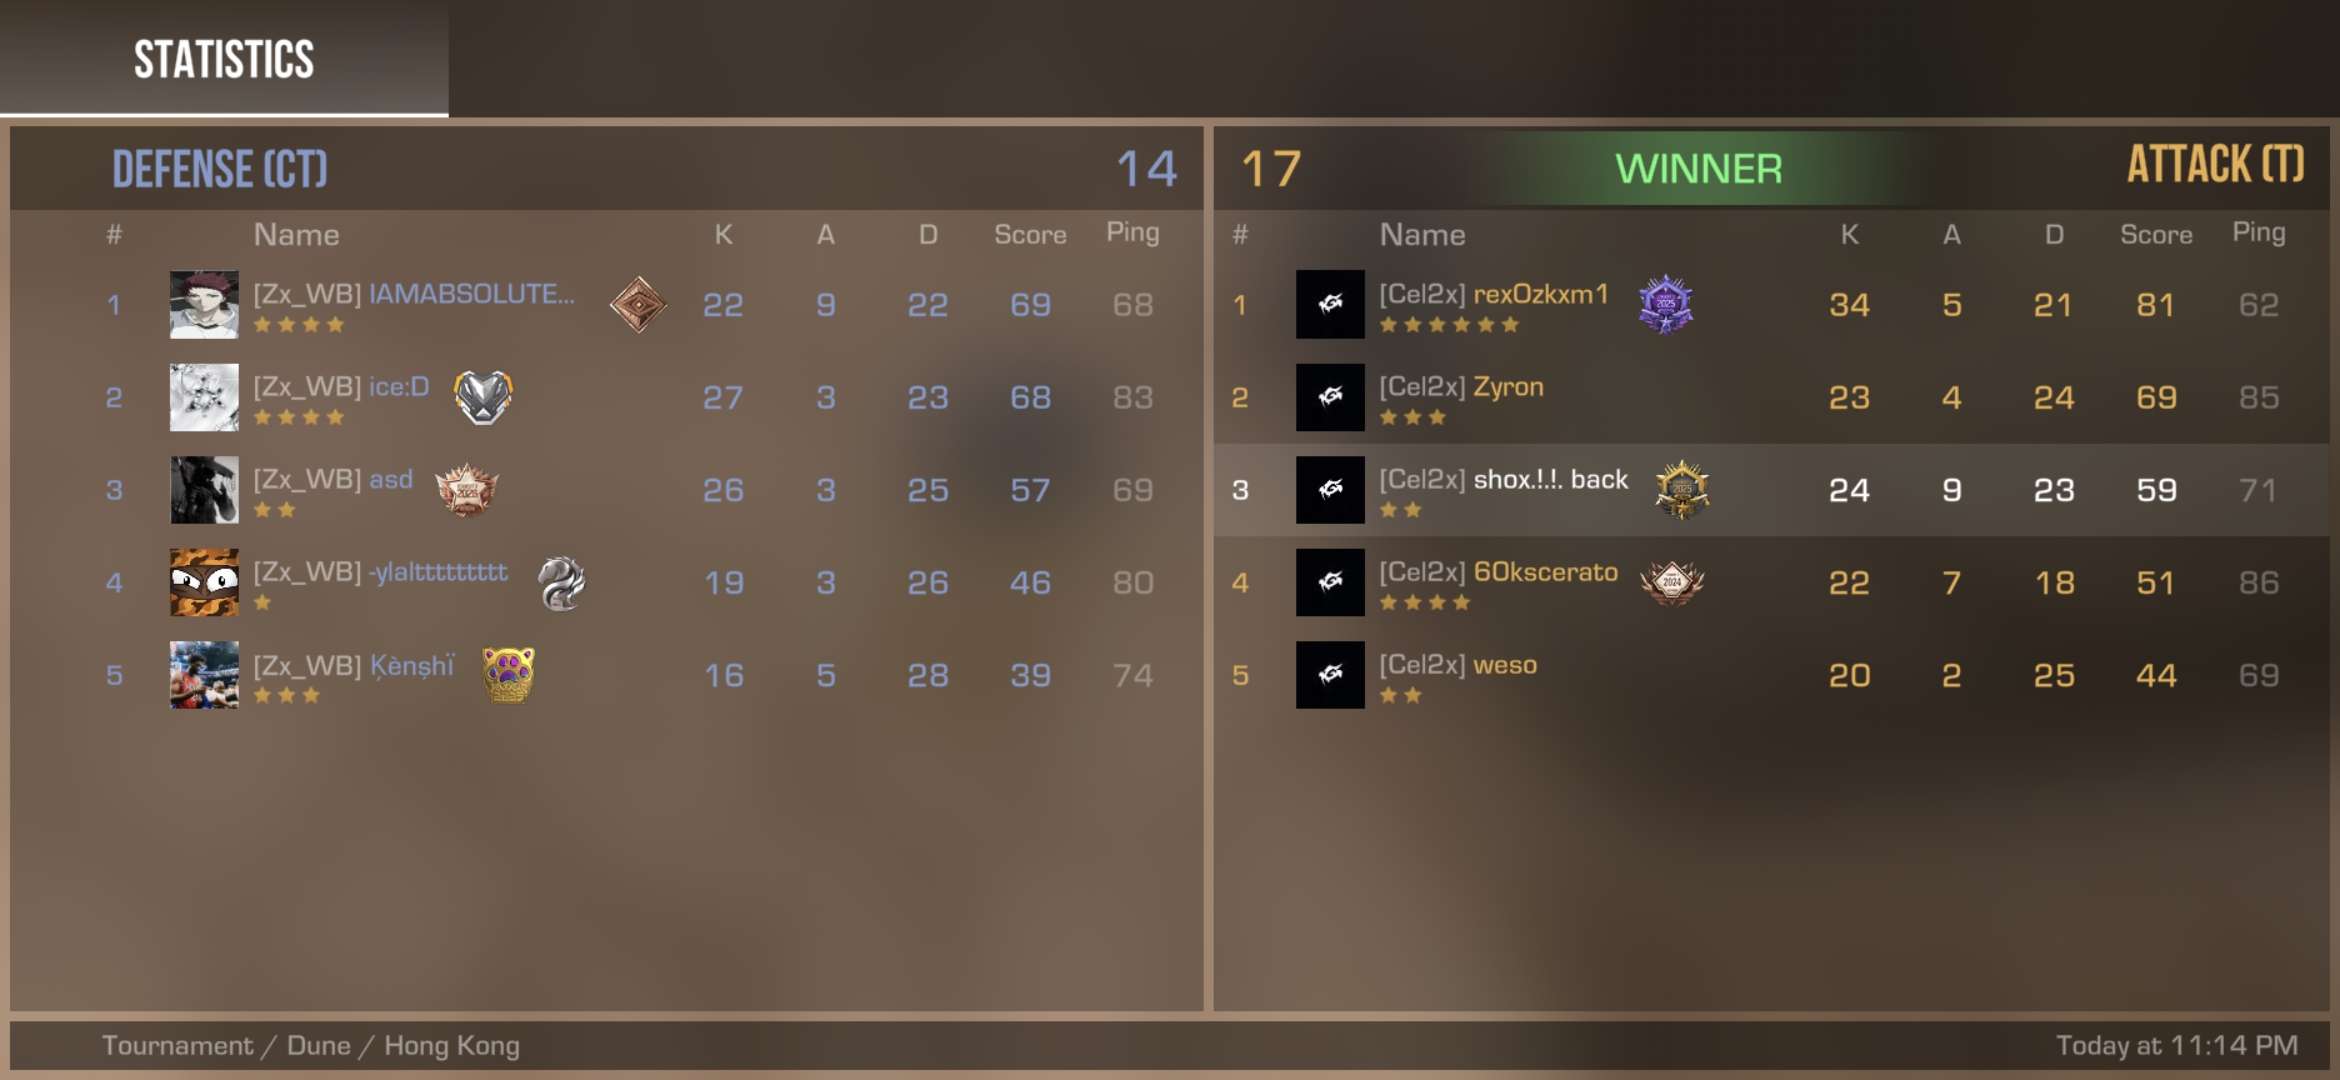 STATISTICS
DEFENSE (CT) 14
# Name K A D Score Ping
1 [Zx_WB] IAMABSOLUTE... 22 9 22 69 68
2 [Zx_WB] ice:D 27 3 23 68 83
3 [Zx_WB] asd 26 3 25 57 69
4 [Zx_WB] -ylaltttttttttt 19 3 26 46 80
5 [Zx_WB] Ķènşhï 16 5 28 39 74
17 WINNER ATTACK (T)
# Name K A D Score Ping
1 [Cel2x] rexOzkxm1 34 5 21 81 62
2025
2 [Cel2x] Zyron 23 4 24 69 85
3 [Cel2x] shox.!.!. back 24 9 23 59 71
2025
4 [Cel2x] 60kscerato 22 7 18 51 86
2024
5 [Cel2x] weso 20 2 25 44 69
Tournament / Dune / Hong Kong
Today at 11:14 PM